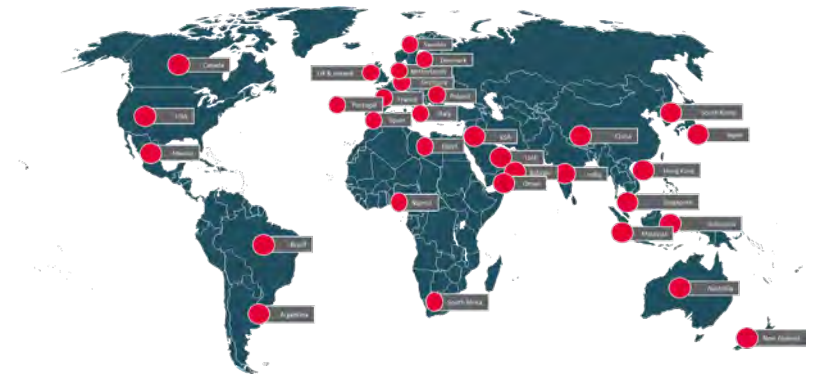 Sweden
Canada
Denmark
UK & Ireland
Netherlands
Germany
Poland
France
Portugal
Italy
Spain
USA
South Korea
Japan
China
KSA
Egypt
Mexico
UAE
Hong Kong
India
Oman
Nigeria
Singapore
Indonesia
Malaysia
Brazil
Australia
South Africa
Argentina
New Zealand